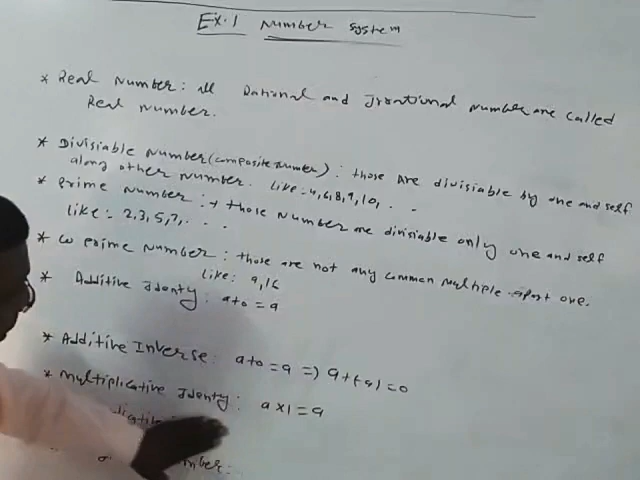 Ex.1 Number system
* Real Number: all Rational and Irrational Number are called
Real Number.
* Divisiable Number (composite number): those are divisiable by one and self
along other number. like - 4,6,8,9,10, . .
* Prime Number: → those Number are divisiable only one and self
like:- 2,3,5,7, . . .
* co prime Number: those are not any common multiple apart one.
like: 9,16
* Additive Identy: a+0 = a
* Additive Inverse: a+0 = a => a+(-a) = 0
* Multiplicative Identy: a×1 = a